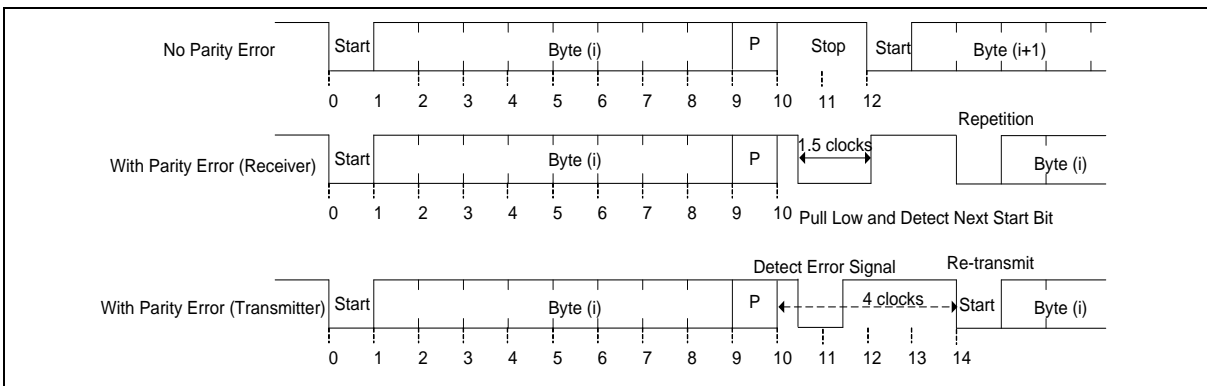 No Parity Error
Start
Byte (i)
P
Stop
Start
Byte (i+1)
0 1 2 3 4 5 6 7 8 9 10 11 12
Repetition
With Parity Error (Receiver)
Start
Byte (i)
P
1.5 clocks
Byte (i)
0 1 2 3 4 5 6 7 8 9 10
Pull Low and Detect Next Start Bit
Detect Error Signal
Re-transmit
With Parity Error (Transmitter)
Start
Byte (i)
P
4 clocks
Start
Byte (i)
0 1 2 3 4 5 6 7 8 9 10 11 12 13 14